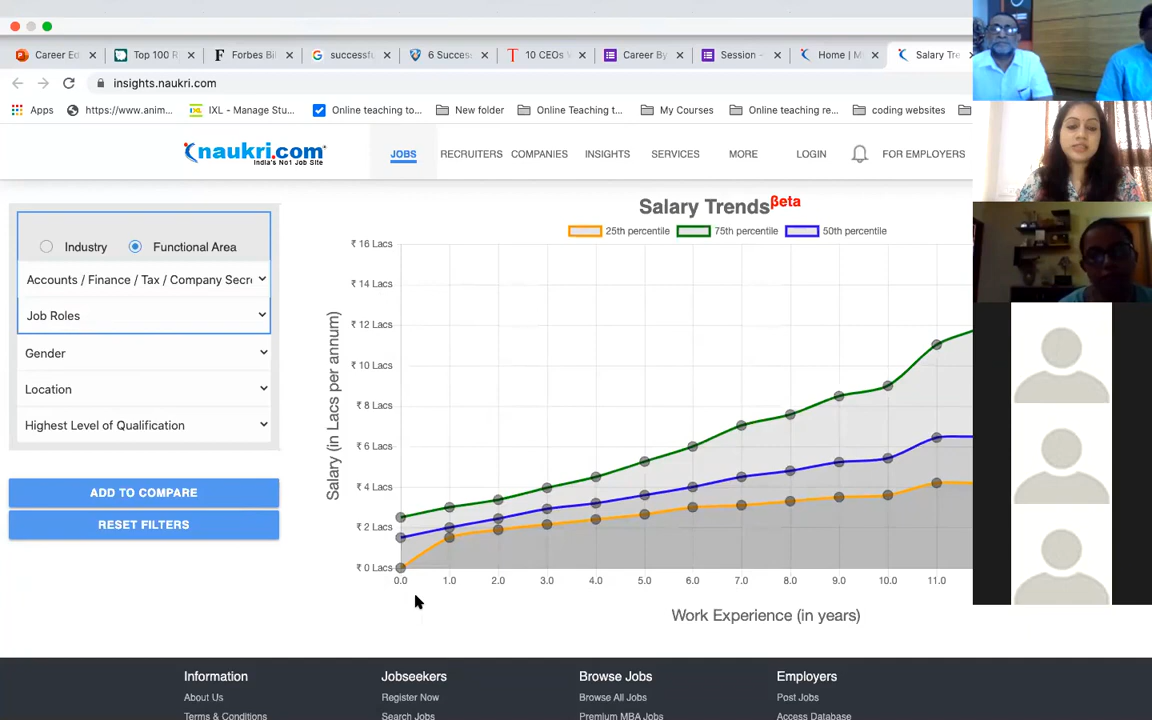 Career Ed
Top 100 R
Forbes Bil
successfu
6 Succes
10 CEOs W
Career By
Session -
Home | M
Salary Tre
insights.naukri.com
Apps
https://www.anim...
IXL - Manage Stu...
Online teaching to...
New folder
Online Teaching t...
My Courses
Online teaching re...
coding websites
naukri.com
India's No1 Job Site
JOBS
RECRUITERS
COMPANIES
INSIGHTS
SERVICES
MORE
LOGIN
FOR EMPLOYERS
Industry
Functional Area
Accounts / Finance / Tax / Company Secre
Job Roles
Gender
Location
Highest Level of Qualification
ADD TO COMPARE
RESET FILTERS
Salary Trends βeta
25th percentile
75th percentile
50th percentile
Salary (in Lacs per annum)
₹ 16 Lacs
₹ 14 Lacs
₹ 12 Lacs
₹ 10 Lacs
₹ 8 Lacs
₹ 6 Lacs
₹ 4 Lacs
₹ 2 Lacs
₹ 0 Lacs
0.0 1.0 2.0 3.0 4.0 5.0 6.0 7.0 8.0 9.0 10.0 11.0
Work Experience (in years)
Information
About Us
Terms & Conditions
Jobseekers
Register Now
Search Jobs
Browse Jobs
Browse All Jobs
Premium MBA Jobs
Employers
Post Jobs
Access Database